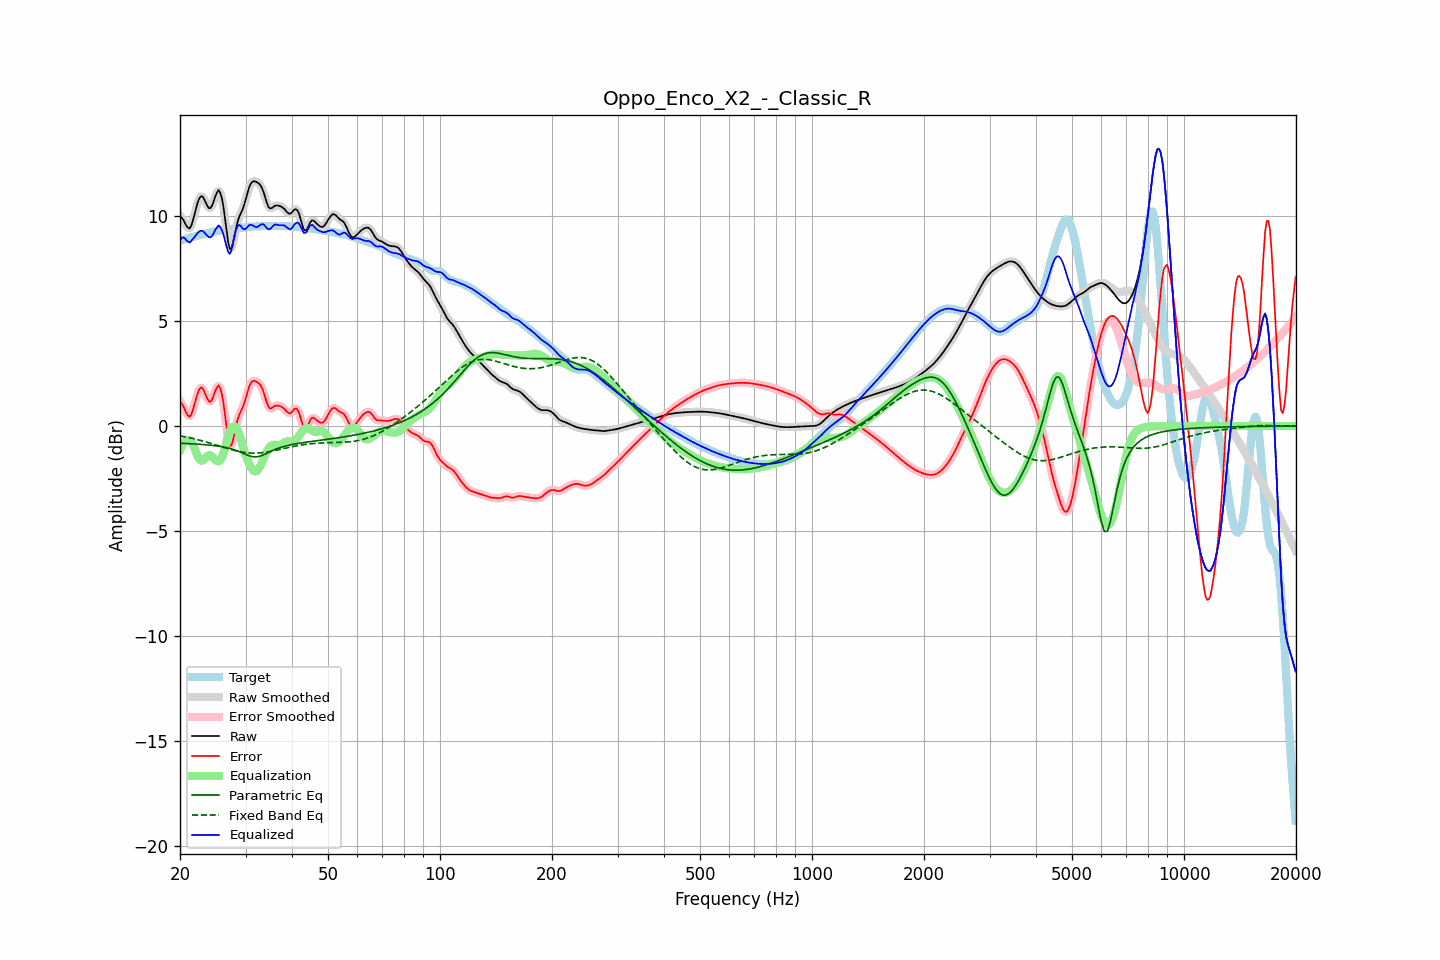 Oppo_Enco_X2_-_Classic_R
Amplitude (dBr)
10
5
0
−5
−10
−15
−20
Target
Raw Smoothed
Error Smoothed
Raw
Error
Equalization
Parametric Eq
Fixed Band Eq
Equalized
20 50 100 200 500 1000 2000 5000 10000 20000
Frequency (Hz)